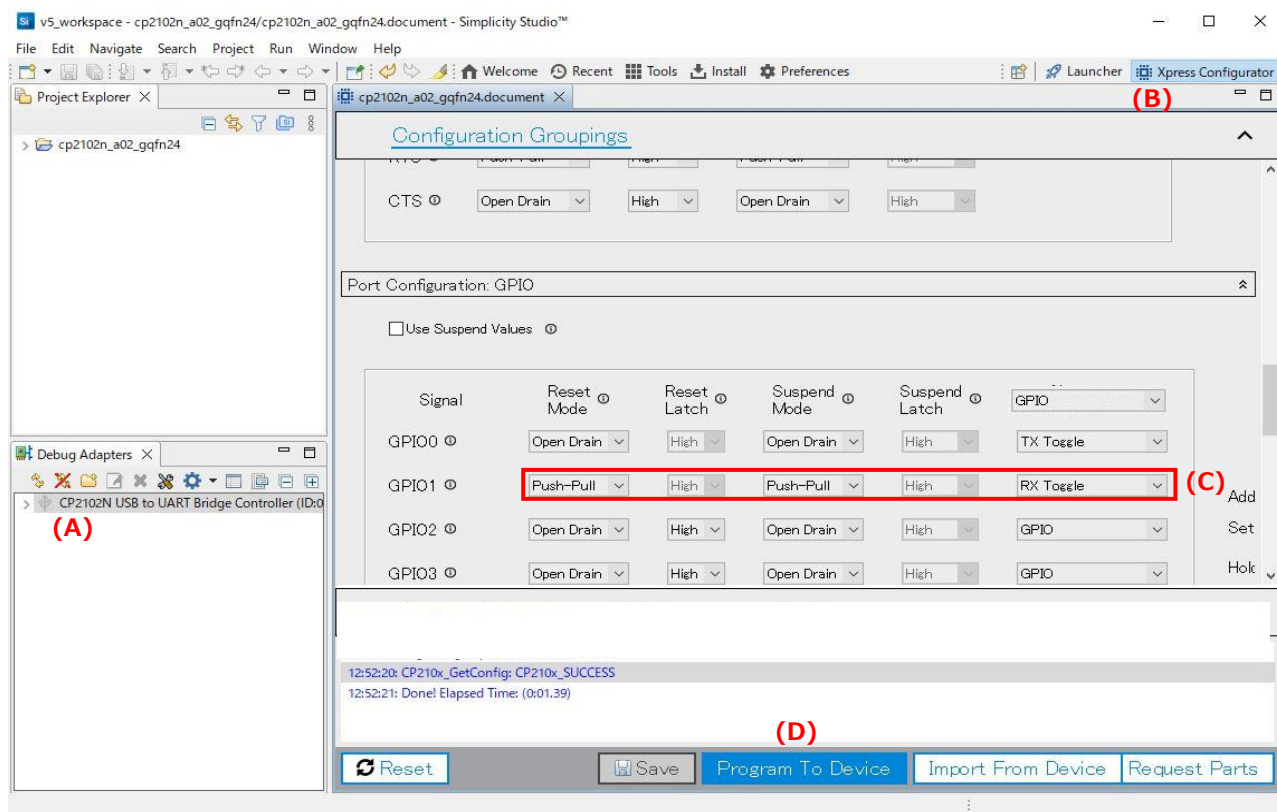 v5_workspace - cp2102n_a02_gqfn24/cp2102n_a02_gqfn24.document - Simplicity Studio™
File Edit Navigate Search Project Run Window Help
Welcome Recent Tools Install Preferences Launcher Xpress Configurator
Project Explorer
cp2102n_a02_gqfn24.document
(B)
Configuration Groupings
cp2102n_a02_gqfn24
CTS Open Drain High Open Drain High
Port Configuration: GPIO
Use Suspend Values
Signal Reset Mode Reset Latch Suspend Mode Suspend Latch GPIO
GPIO0 Open Drain High Open Drain High TX Toggle
Debug Adapters
GPIO1 Push-Pull High Push-Pull High RX Toggle (C)
Add
CP2102N USB to UART Bridge Controller (ID:0
(A)
GPIO2 Open Drain High Open Drain High GPIO
Set
GPIO3 Open Drain High Open Drain High GPIO
12:52:20: CP210x_GetConfig: CP210x_SUCCESS
12:52:21: Done! Elapsed Time: (0:01.39)
(D)
Reset Save Program To Device Import From Device Request Parts